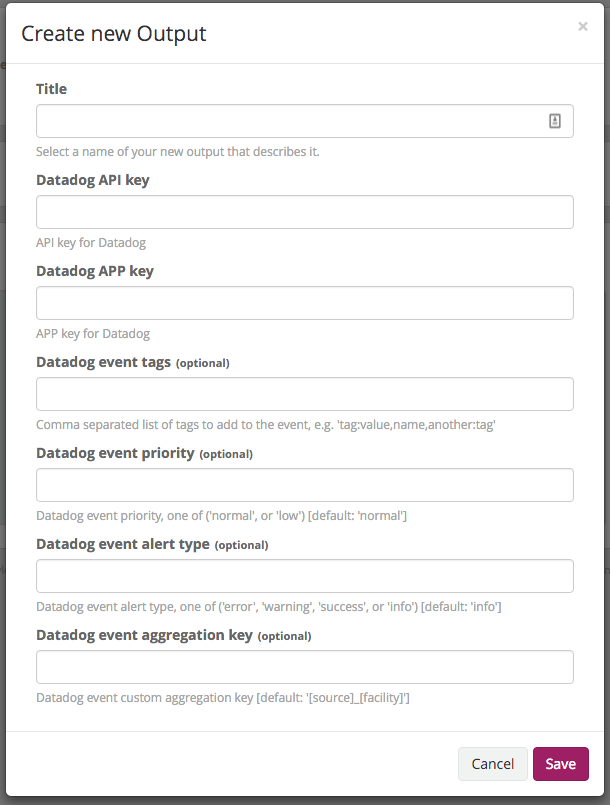 Create new Output
×
Title
Select a name of your new output that describes it.
Datadog API key
API key for Datadog
Datadog APP key
APP key for Datadog
Datadog event tags (optional)
Comma separated list of tags to add to the event, e.g. 'tag:value,name,another:tag'
Datadog event priority (optional)
Datadog event priority, one of ('normal', or 'low') [default: 'normal']
Datadog event alert type (optional)
Datadog event alert type, one of ('error', 'warning', 'success', or 'info') [default: 'info']
Datadog event aggregation key (optional)
Datadog event custom aggregation key [default: '[source]_[facility]']
Cancel Save